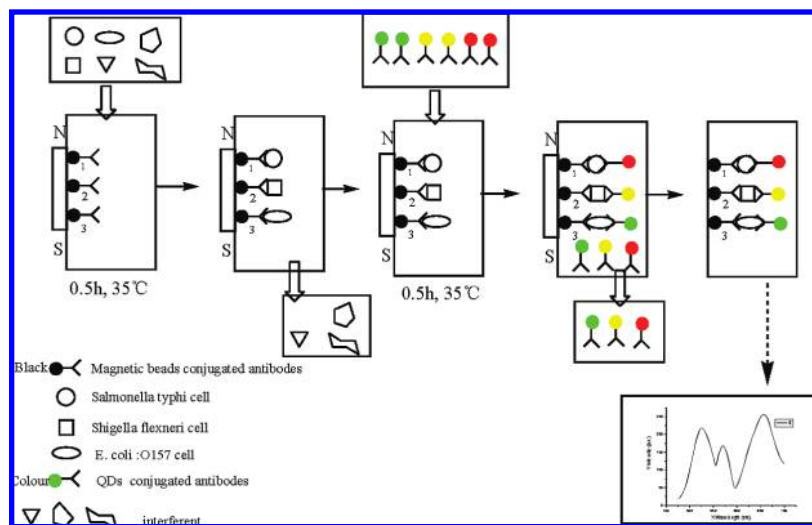 N
N
N
N
1
2
3
1
2
3
1
2
3
1
2
3
1
2
3
S
S
S
S
0.5h, 35℃
0.5h, 35℃
Black
Magnetic beads conjugated antibodies
Salmonella typhi cell
Shigella flexneri cell
E. coli :O157 cell
Colour
QDs conjugated antibodies
interferent